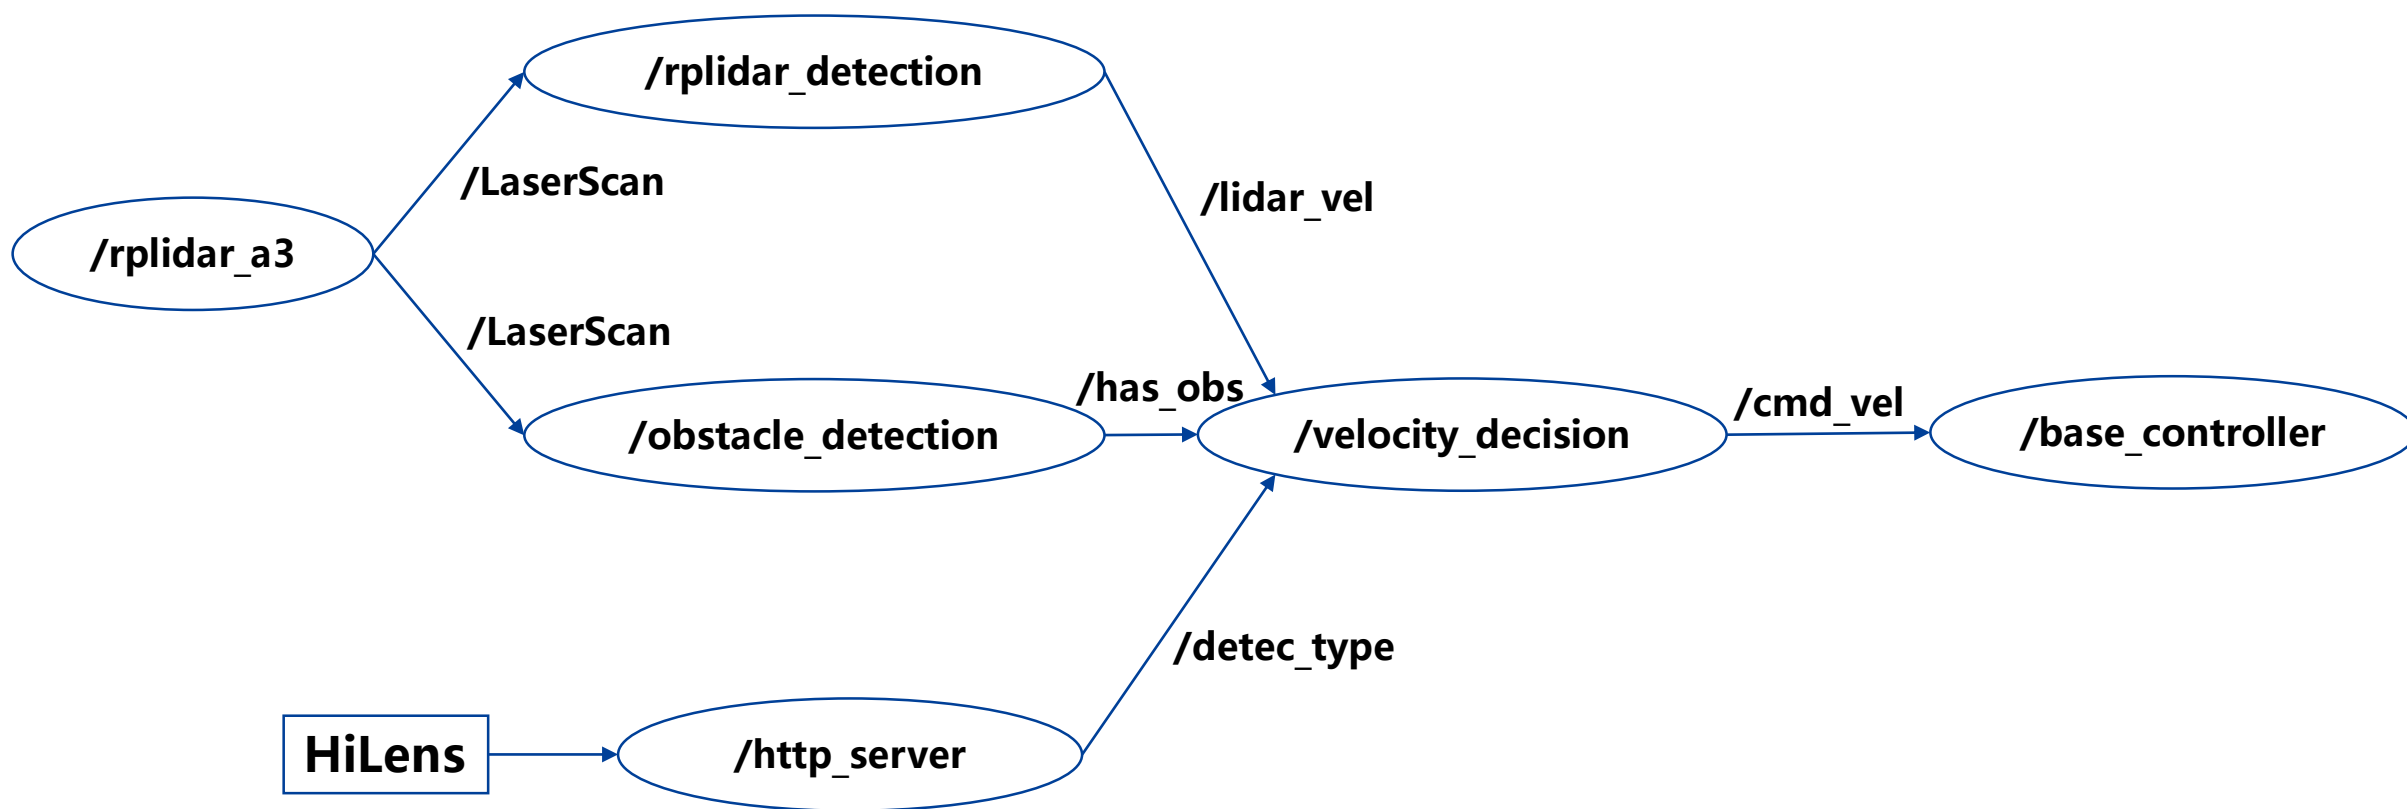 /rplidar_detection
/LaserScan
/lidar_vel
/rplidar_a3
/LaserScan
/has_obs
/cmd_vel
/obstacle_detection
/velocity_decision
/base_controller
/detec_type
HiLens
/http_server